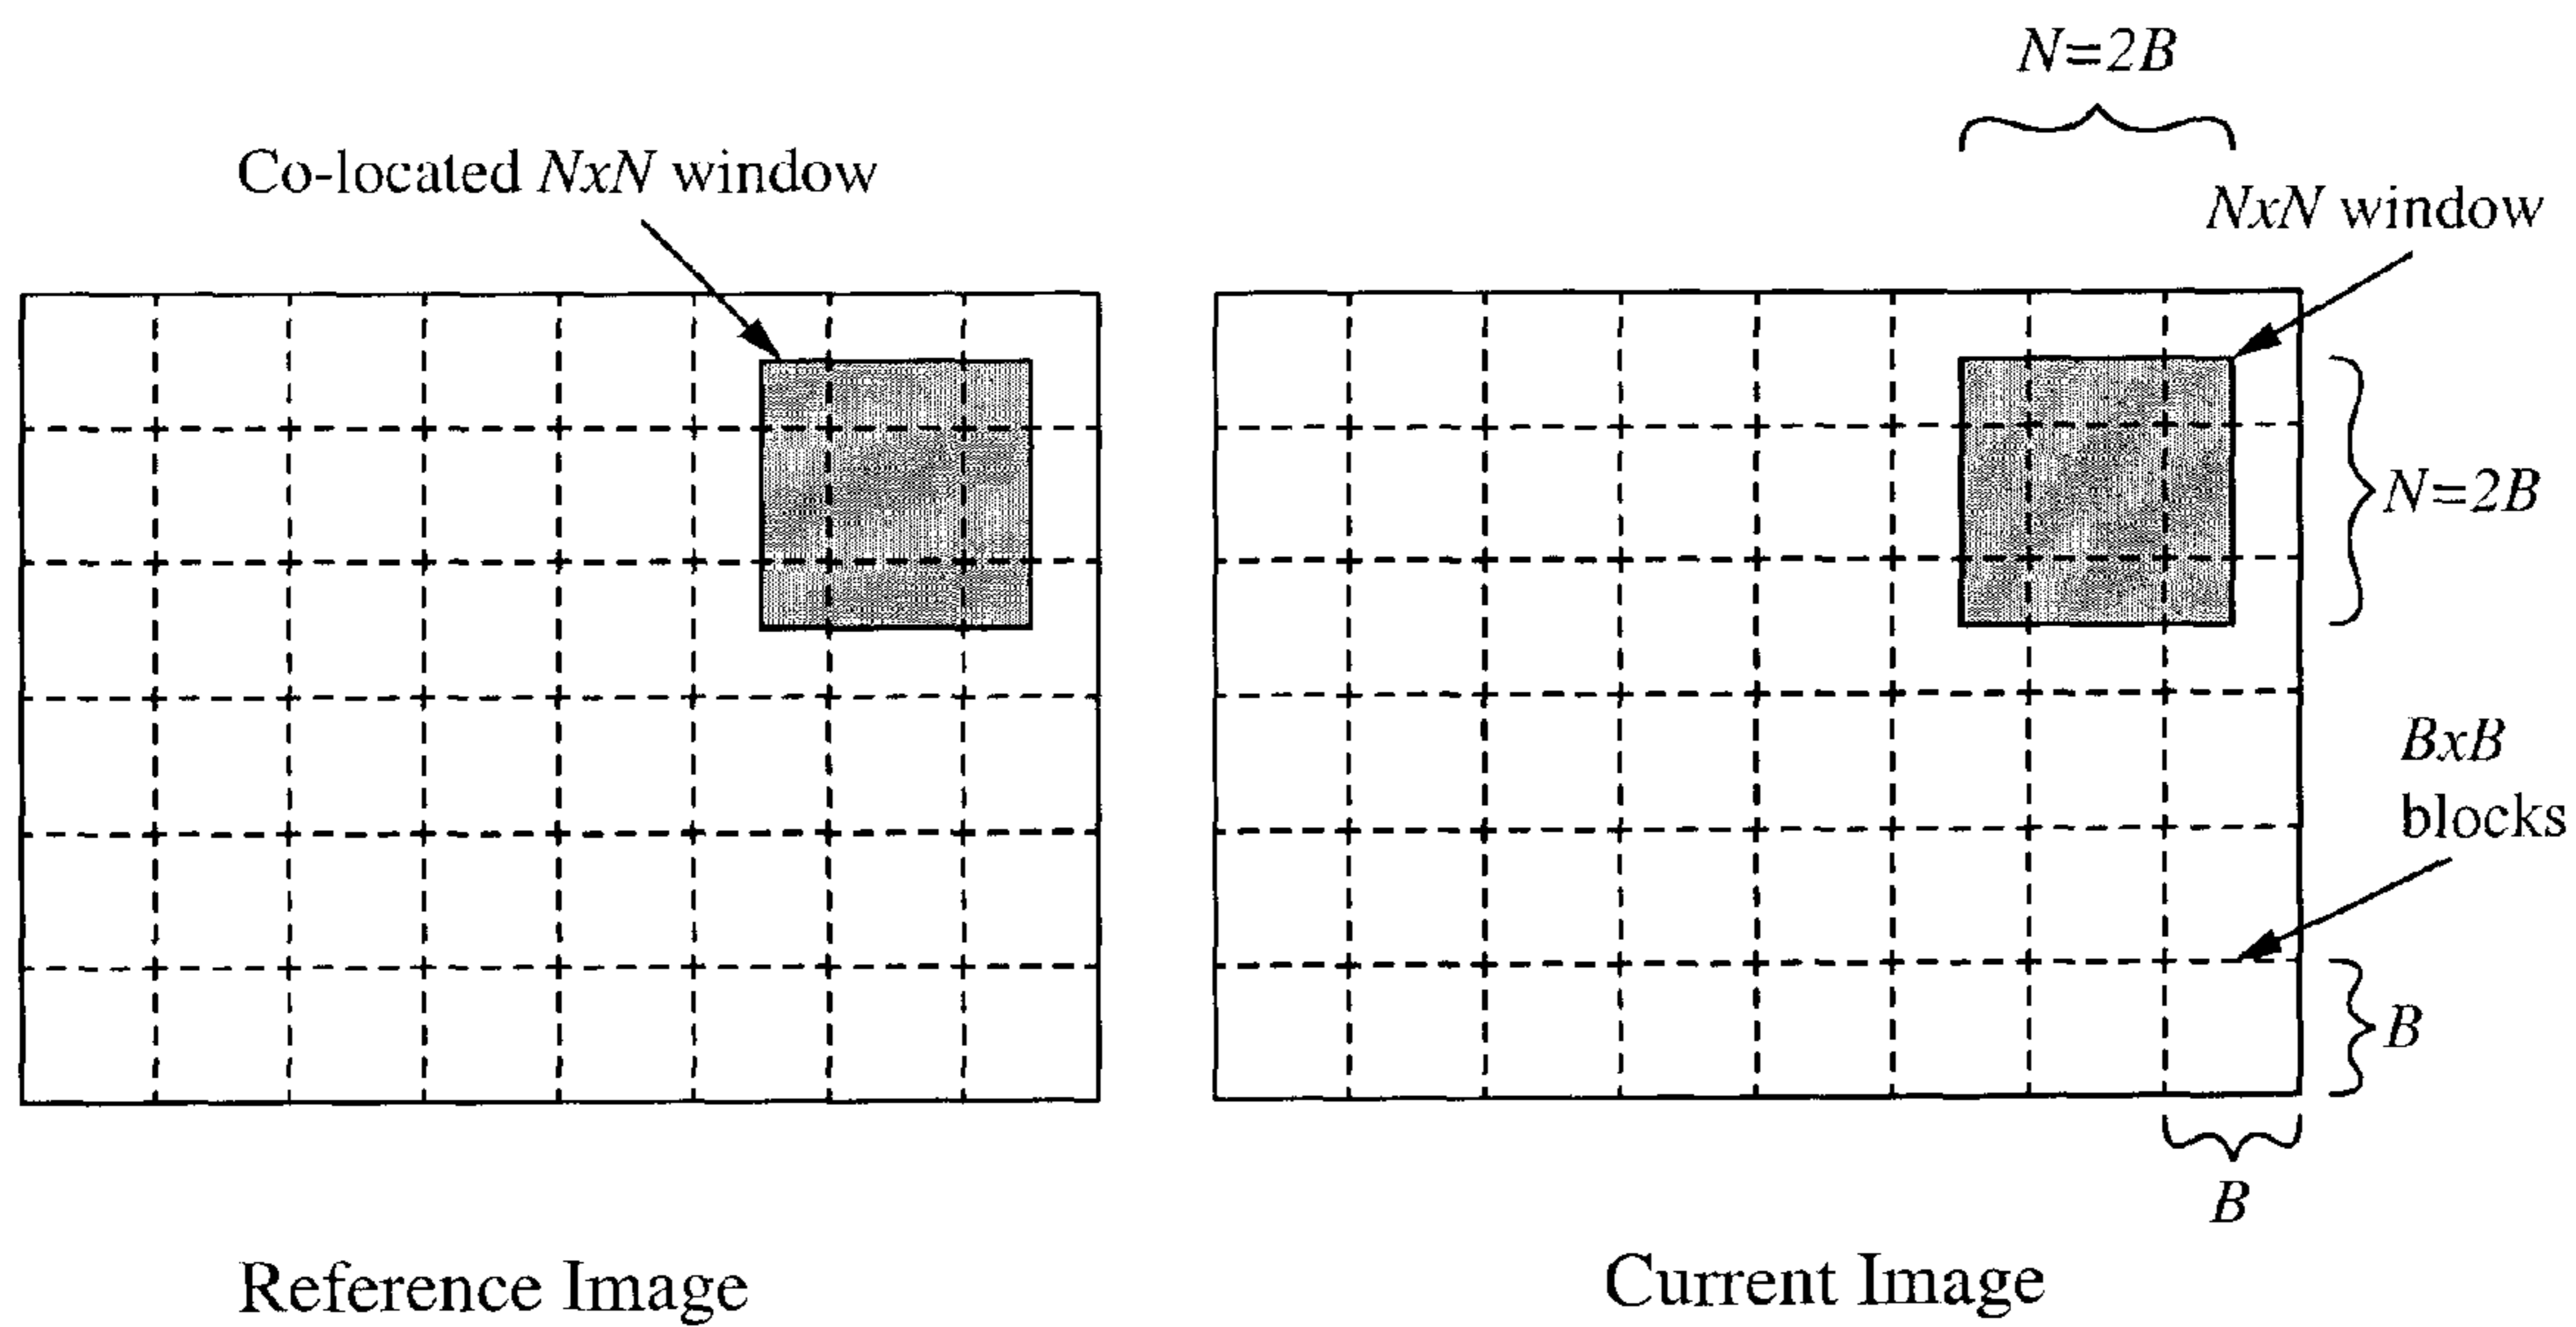 N=2B
Co-located NxN window
NxN window
N=2B
BxB
blocks
B
B
Reference Image
Current Image